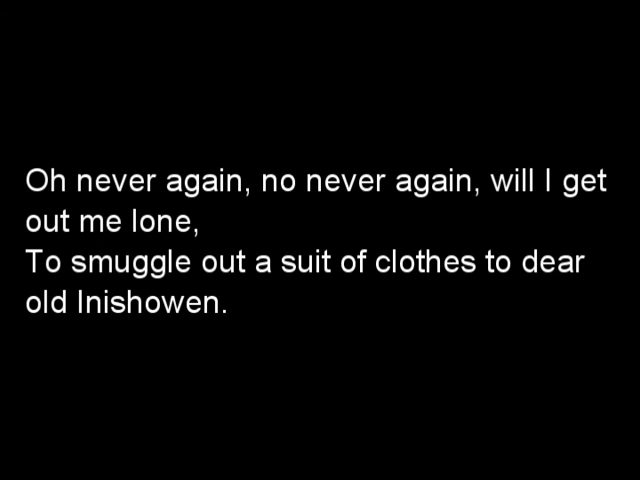 Oh never again, no never again, will I get
out me lone,
To smuggle out a suit of clothes to dear
old Inishowen.